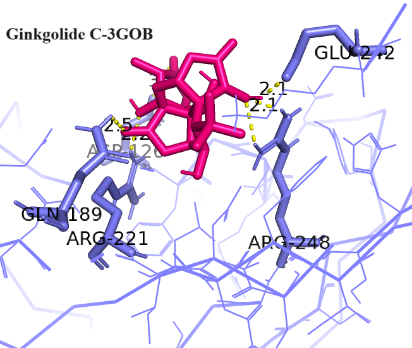 Ginkgolide C-3GOB
GLU-242
2.1
2.1
2.5
GLN-189
ARG-221
ARG-248